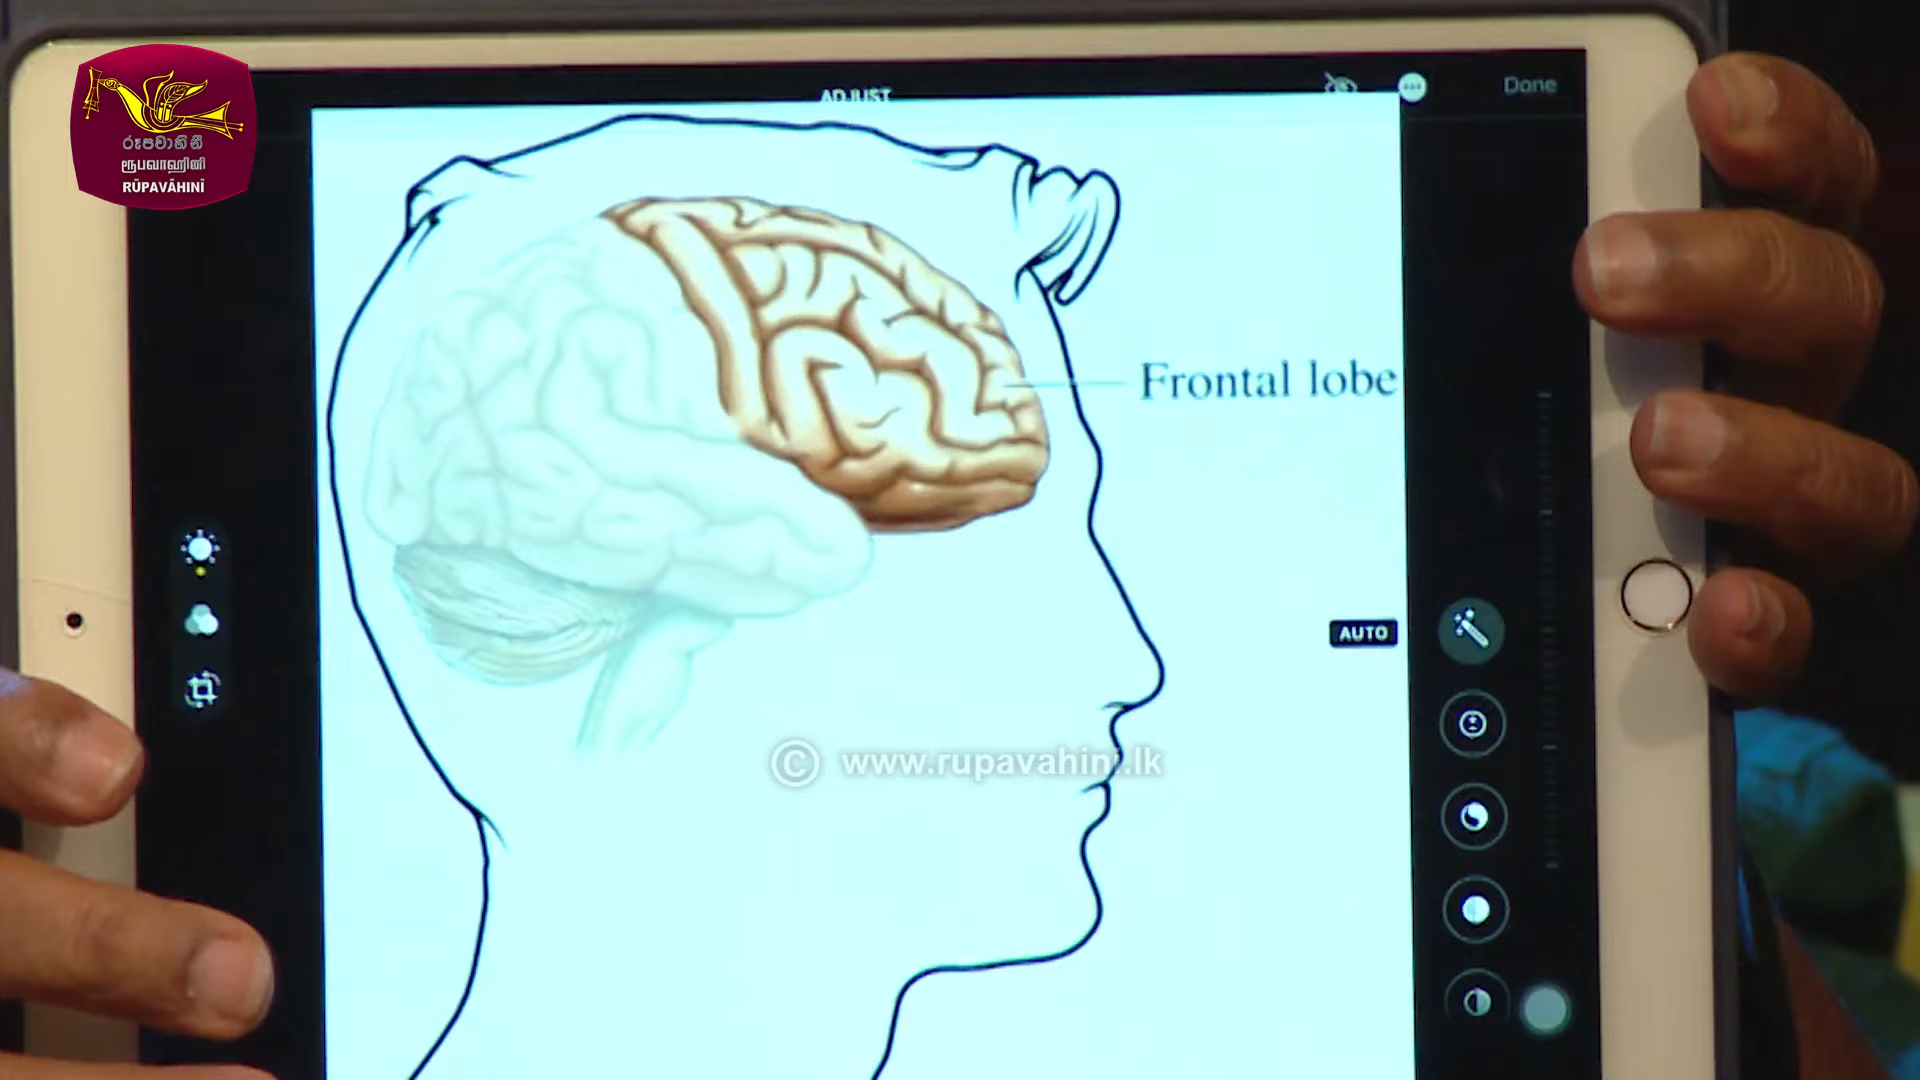 රූපවාහිනී
ரூபவாஹினி
RŪPAVĀHINĪ
ADJUST
Done
Frontal lobe
AUTO
© www.rupavahini.lk